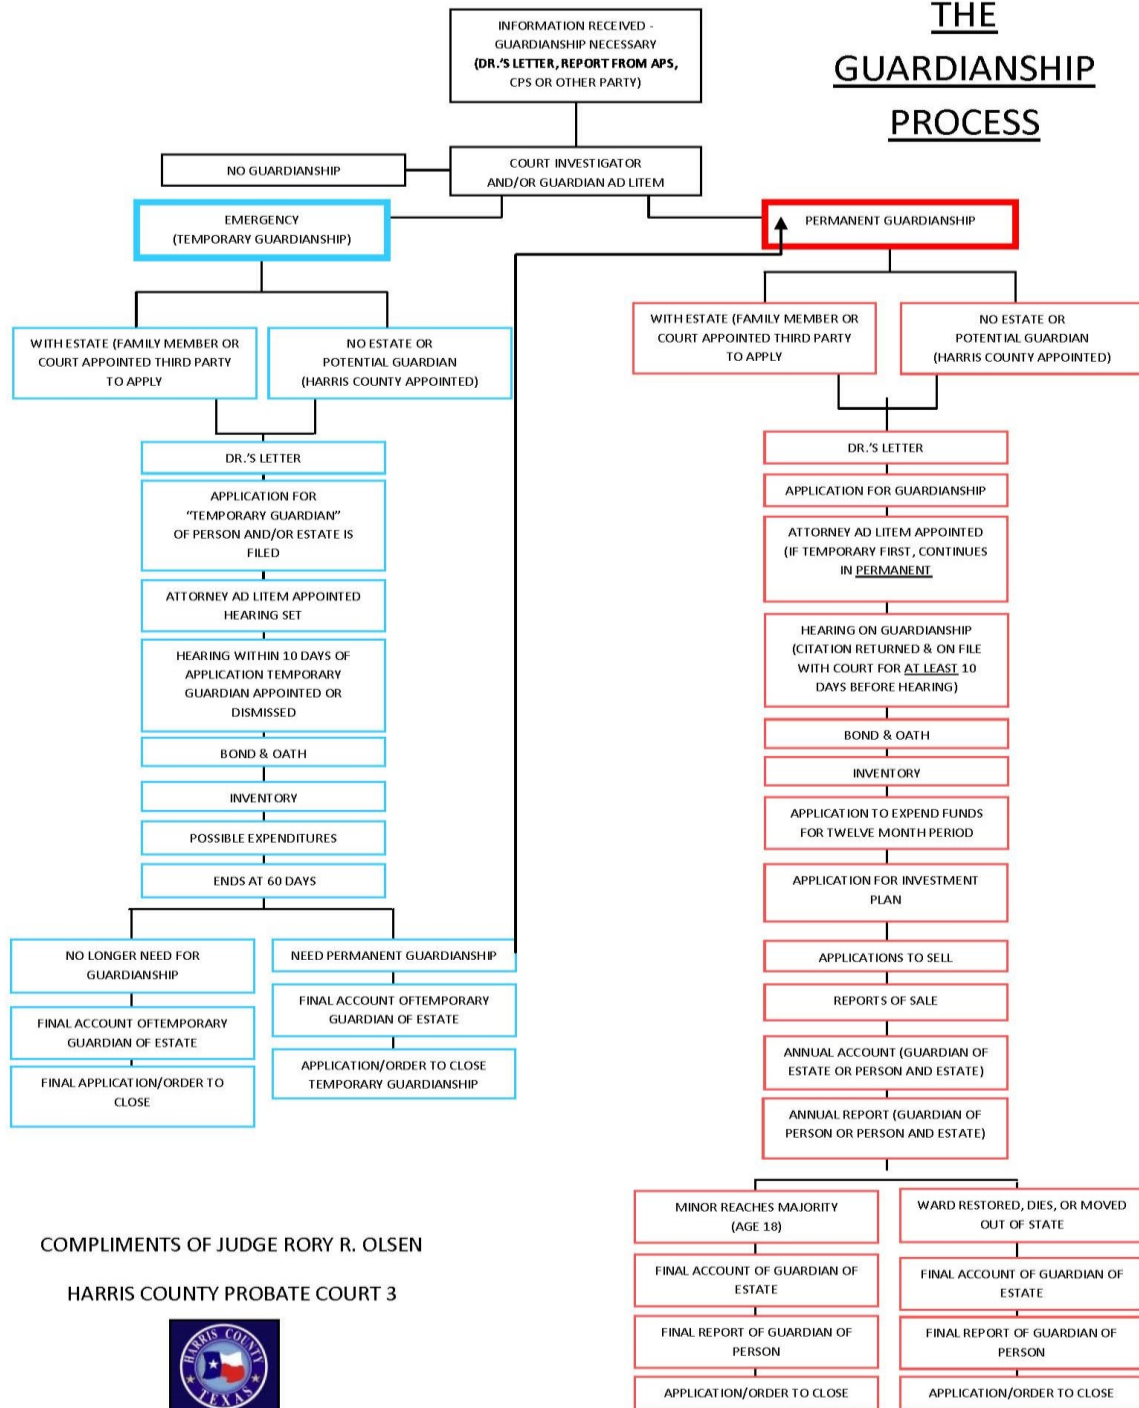 THE
GUARDIANSHIP
PROCESS
INFORMATION RECEIVED -
GUARDIANSHIP NECESSARY
(DR.'S LETTER, REPORT FROM APS,
CPS OR OTHER PARTY)
NO GUARDIANSHIP
COURT INVESTIGATOR
AND/OR GUARDIAN AD LITEM
EMERGENCY
(TEMPORARY GUARDIANSHIP)
PERMANENT GUARDIANSHIP
WITH ESTATE (FAMILY MEMBER OR
COURT APPOINTED THIRD PARTY
TO APPLY
NO ESTATE OR
POTENTIAL GUARDIAN
(HARRIS COUNTY APPOINTED)
DR.'S LETTER
APPLICATION FOR
“TEMPORARY GUARDIAN”
OF PERSON AND/OR ESTATE IS
FILED
ATTORNEY AD LITEM APPOINTED
HEARING SET
HEARING WITHIN 10 DAYS OF
APPLICATION TEMPORARY
GUARDIAN APPOINTED OR
DISMISSED
BOND & OATH
INVENTORY
POSSIBLE EXPENDITURES
ENDS AT 60 DAYS
NO LONGER NEED FOR
GUARDIANSHIP
FINAL ACCOUNT OFTEMPORARY
GUARDIAN OF ESTATE
FINAL APPLICATION/ORDER TO
CLOSE
NEED PERMANENT GUARDIANSHIP
FINAL ACCOUNT OFTEMPORARY
GUARDIAN OF ESTATE
APPLICATION/ORDER TO CLOSE
TEMPORARY GUARDIANSHIP
WITH ESTATE (FAMILY MEMBER OR
COURT APPOINTED THIRD PARTY
TO APPLY
NO ESTATE OR
POTENTIAL GUARDIAN
(HARRIS COUNTY APPOINTED)
DR.'S LETTER
APPLICATION FOR GUARDIANSHIP
ATTORNEY AD LITEM APPOINTED
(IF TEMPORARY FIRST, CONTINUES
IN PERMANENT
HEARING ON GUARDIANSHIP
(CITATION RETURNED & ON FILE
WITH COURT FOR AT LEAST 10
DAYS BEFORE HEARING)
BOND & OATH
INVENTORY
APPLICATION TO EXPEND FUNDS
FOR TWELVE MONTH PERIOD
APPLICATION FOR INVESTMENT
PLAN
APPLICATIONS TO SELL
REPORTS OF SALE
ANNUAL ACCOUNT (GUARDIAN OF
ESTATE OR PERSON AND ESTATE)
ANNUAL REPORT (GUARDIAN OF
PERSON OR PERSON AND ESTATE)
MINOR REACHES MAJORITY
(AGE 18)
FINAL ACCOUNT OF GUARDIAN OF
ESTATE
FINAL REPORT OF GUARDIAN OF
PERSON
APPLICATION/ORDER TO CLOSE
WARD RESTORED, DIES, OR MOVED
OUT OF STATE
FINAL ACCOUNT OF GUARDIAN OF
ESTATE
FINAL REPORT OF GUARDIAN OF
PERSON
APPLICATION/ORDER TO CLOSE
COMPLIMENTS OF JUDGE RORY R. OLSEN
HARRIS COUNTY PROBATE COURT 3
HARRIS COUNTY
TEXAS